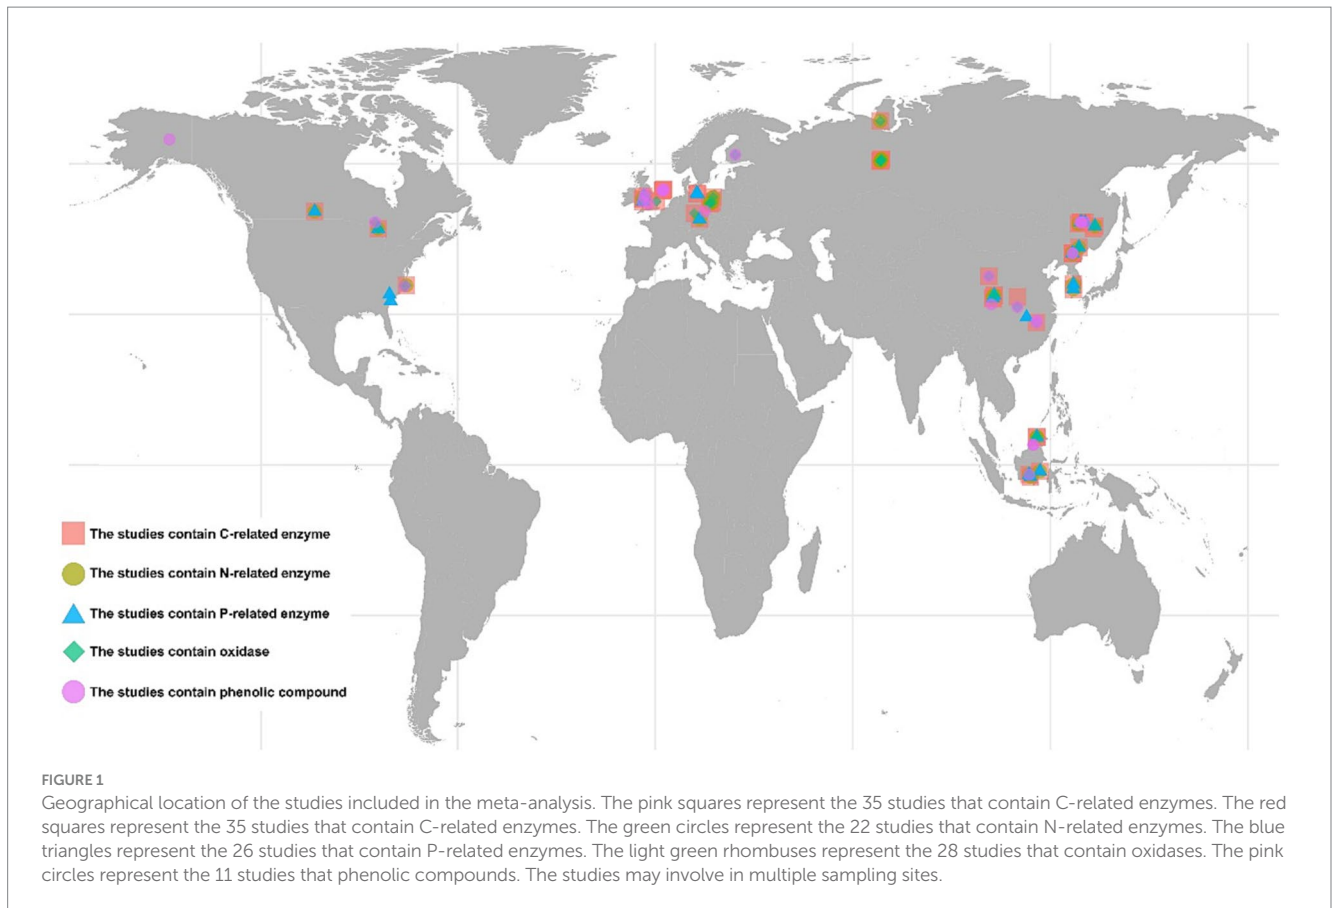 The studies contain C-related enzyme
The studies contain N-related enzyme
The studies contain P-related enzyme
The studies contain oxidase
The studies contain phenolic compound
FIGURE 1
Geographical location of the studies included in the meta-analysis. The pink squares represent the 35 studies that contain C-related enzymes. The red
squares represent the 35 studies that contain C-related enzymes. The green circles represent the 22 studies that contain N-related enzymes. The blue
triangles represent the 26 studies that contain P-related enzymes. The light green rhombuses represent the 28 studies that contain oxidases. The pink
circles represent the 11 studies that phenolic compounds. The studies may involve in multiple sampling sites.